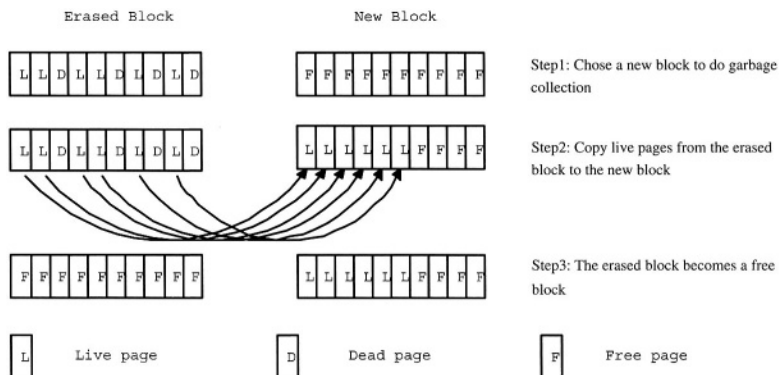 Erased Block New Block
L L D L L D L D L D F F F F F F F F F F Step1: Chose a new block to do garbage
collection
L L D L L D L D L D L L L L L L F F F F Step2: Copy live pages from the erased
block to the new block
F F F F F F F F F F L L L L L L F F F F Step3: The erased block becomes a free
block
L Live page D Dead page F Free page